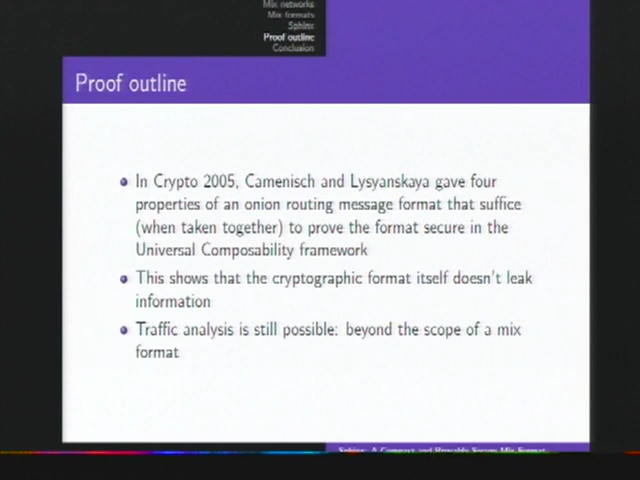 Mix networks
Mix formats
Sphinx
Proof outline
Conclusion
Proof outline
In Crypto 2005, Camenisch and Lysyanskaya gave four
properties of an onion routing message format that suffice
(when taken together) to prove the format secure in the
Universal Composability framework
This shows that the cryptographic format itself doesn't leak
information
Traffic analysis is still possible: beyond the scope of a mix
format
Sphinx: A Compact and Provably Secure Mix Format